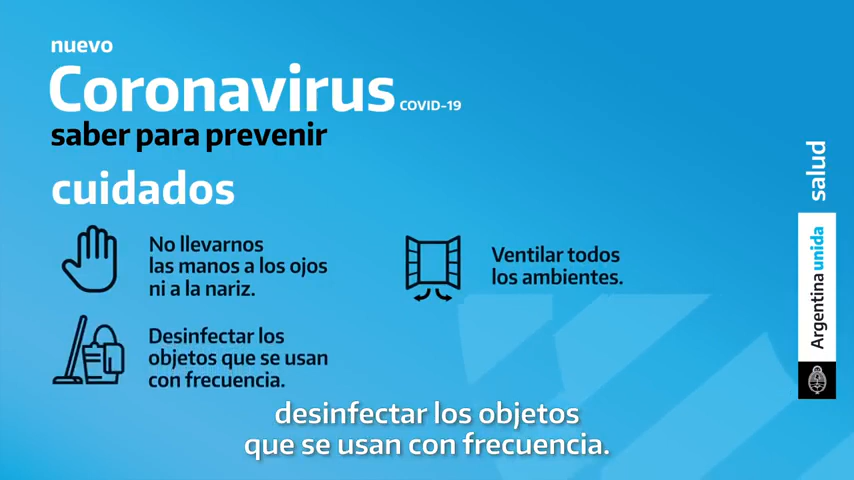 nuevo
Coronavirus COVID-19
saber para prevenir
cuidados
No llevarnos
las manos a los ojos
ni a la nariz.
Ventilar todos
los ambientes.
Desinfectar los
objetos que se usan
con frecuencia.
desinfectar los objetos
que se usan con frecuencia.
salud
Argentina unida